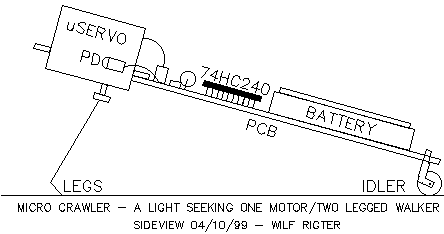 uSERVO
PD
74HC240
BATTERY
PCB
LEGS
IDLER
MICRO CRAWLER – A LIGHT SEEKING ONE MOTOR/TWO LEGGED WALKER
SIDEVIEW 04/10/99 – WILF RIGTER